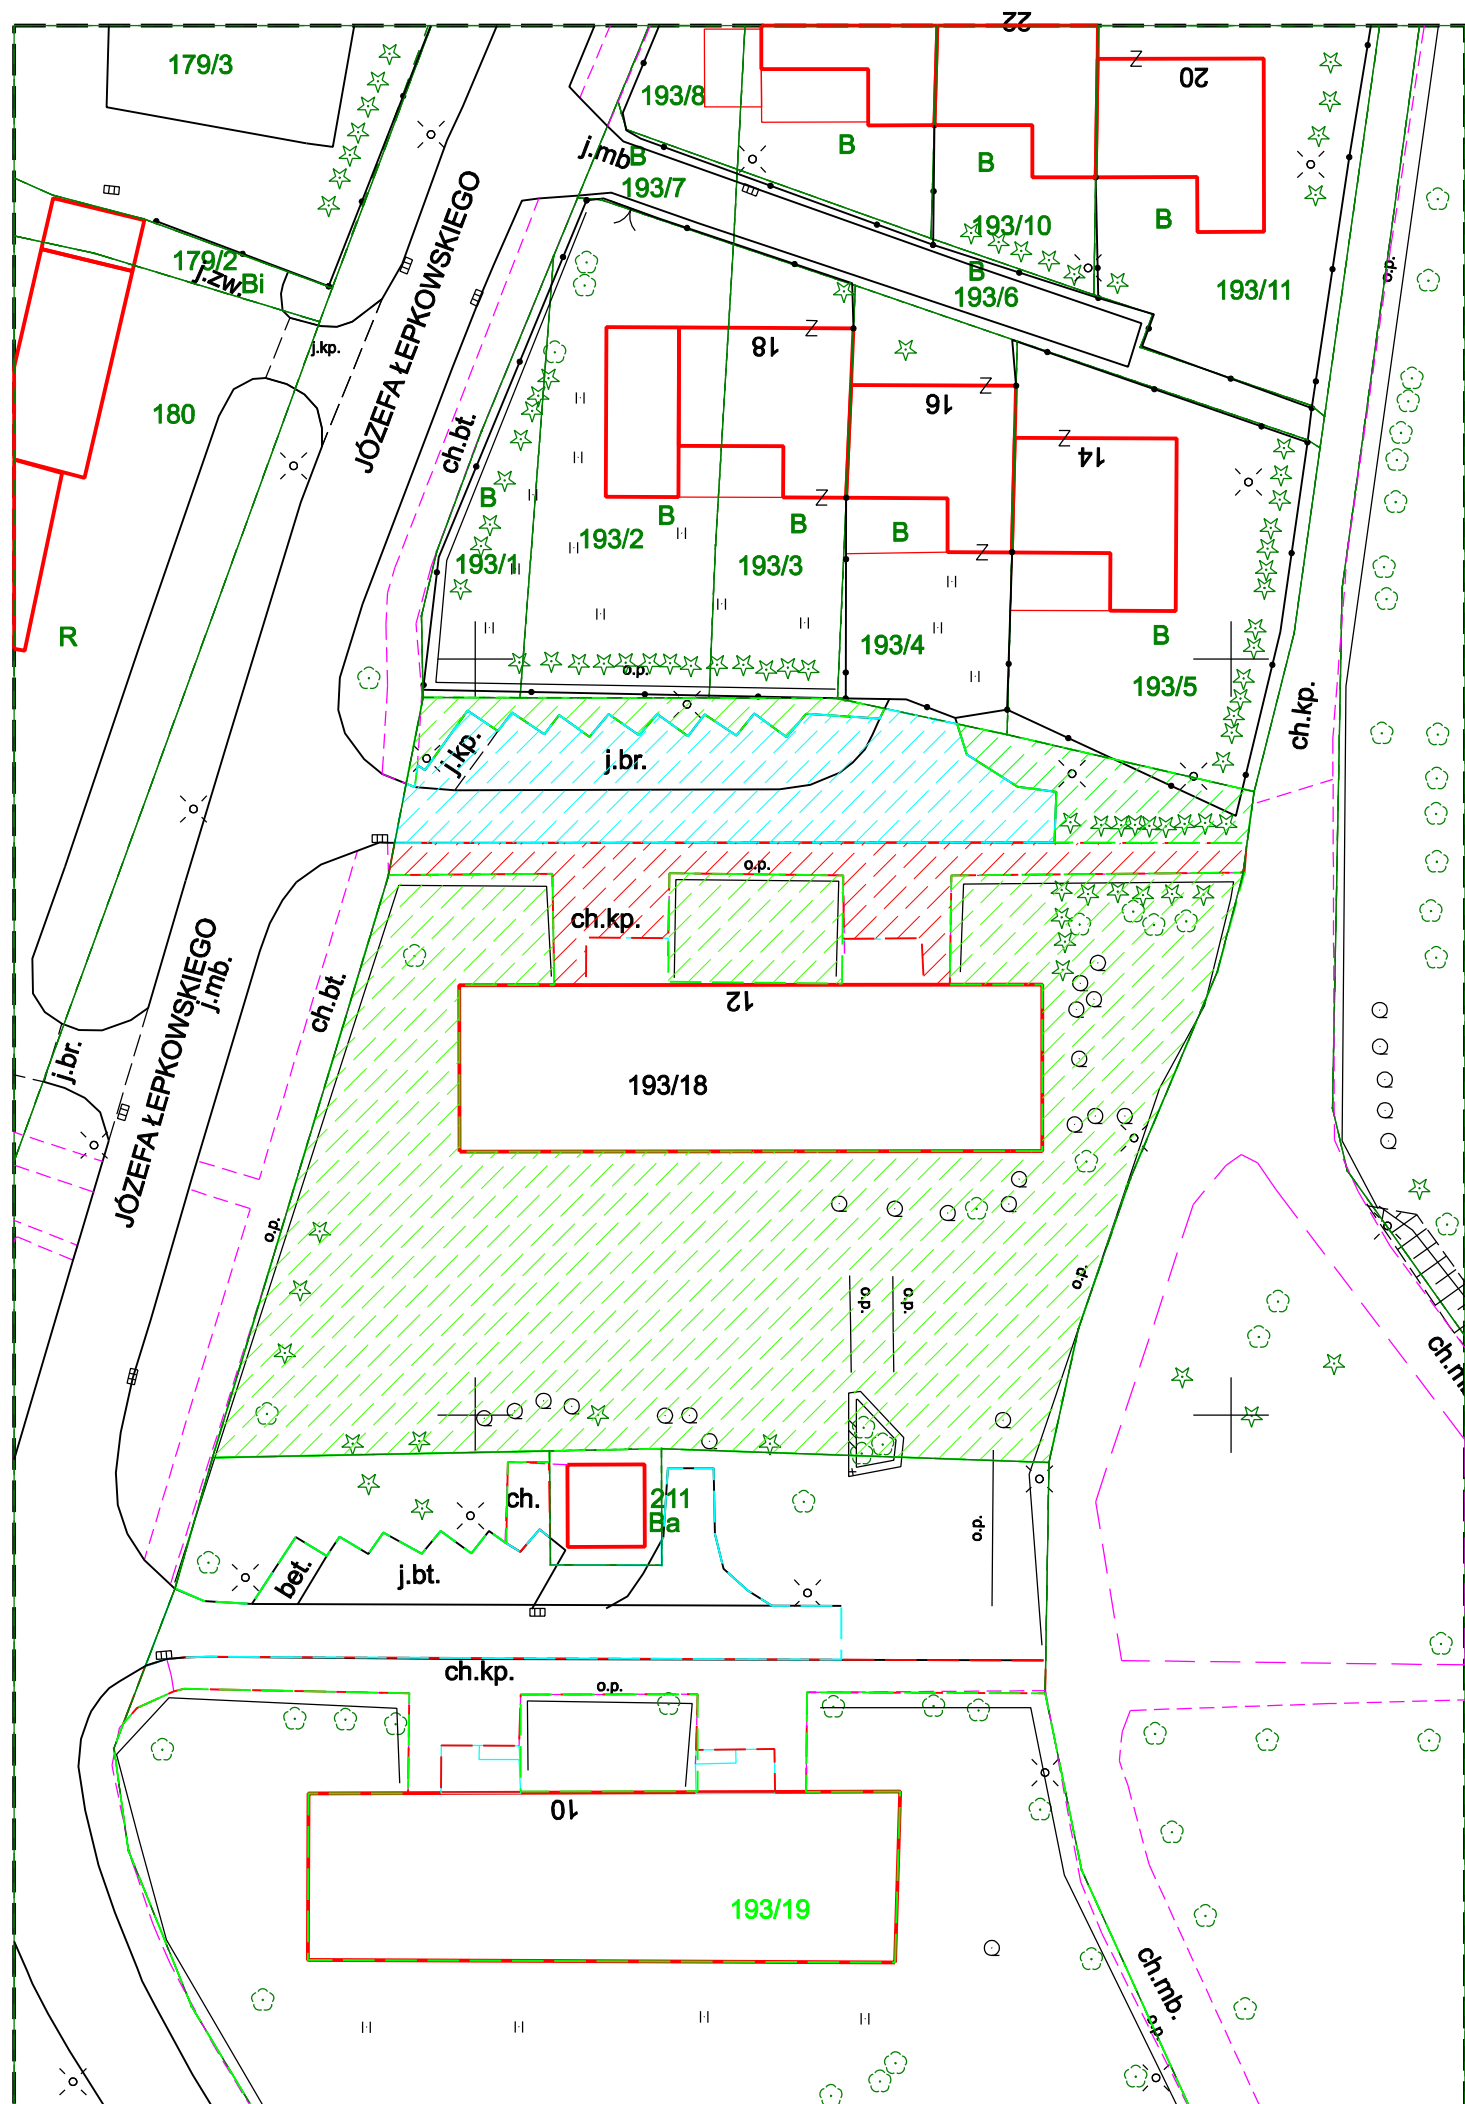 22
179/3
20
193/8
B
j.mb
B
B
193/7
B
193/10
179/2
j.zw.
Bi
B
193/6
193/11
o.p.
JÓZEFA ŁEPKOWSKIEGO
j.kp.
18
180
16
ch.bt.
14
B
B
B
B
193/2
193/1
193/3
R
B
193/4
o.p.
193/5
ch.kp.
j.kp.
j.br.
o.p.
ch.kp.
JÓZEFA ŁEPKOWSKIEGO
j.mb.
ch.bt.
12
j.br.
193/18
o.p.
o.p.
o.p.
o.p.
ch.m
ch.
211
Ba
o.p.
bet.
j.bt.
ch.kp.
o.p.
10
193/19
ch.mb.
o.p.